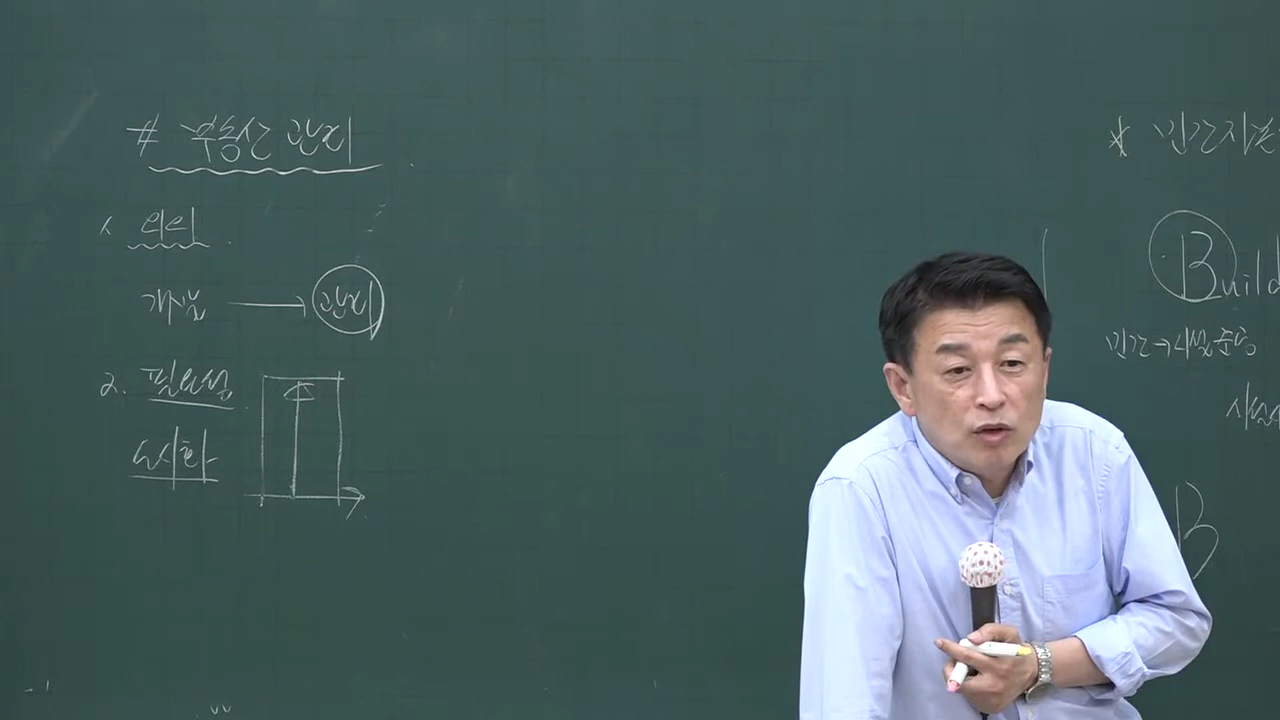 # 부동산 관리
1. 의의
개발 → 관리
2. 필요성
도시화
* 민간자본
Build
민간→시설준공
B